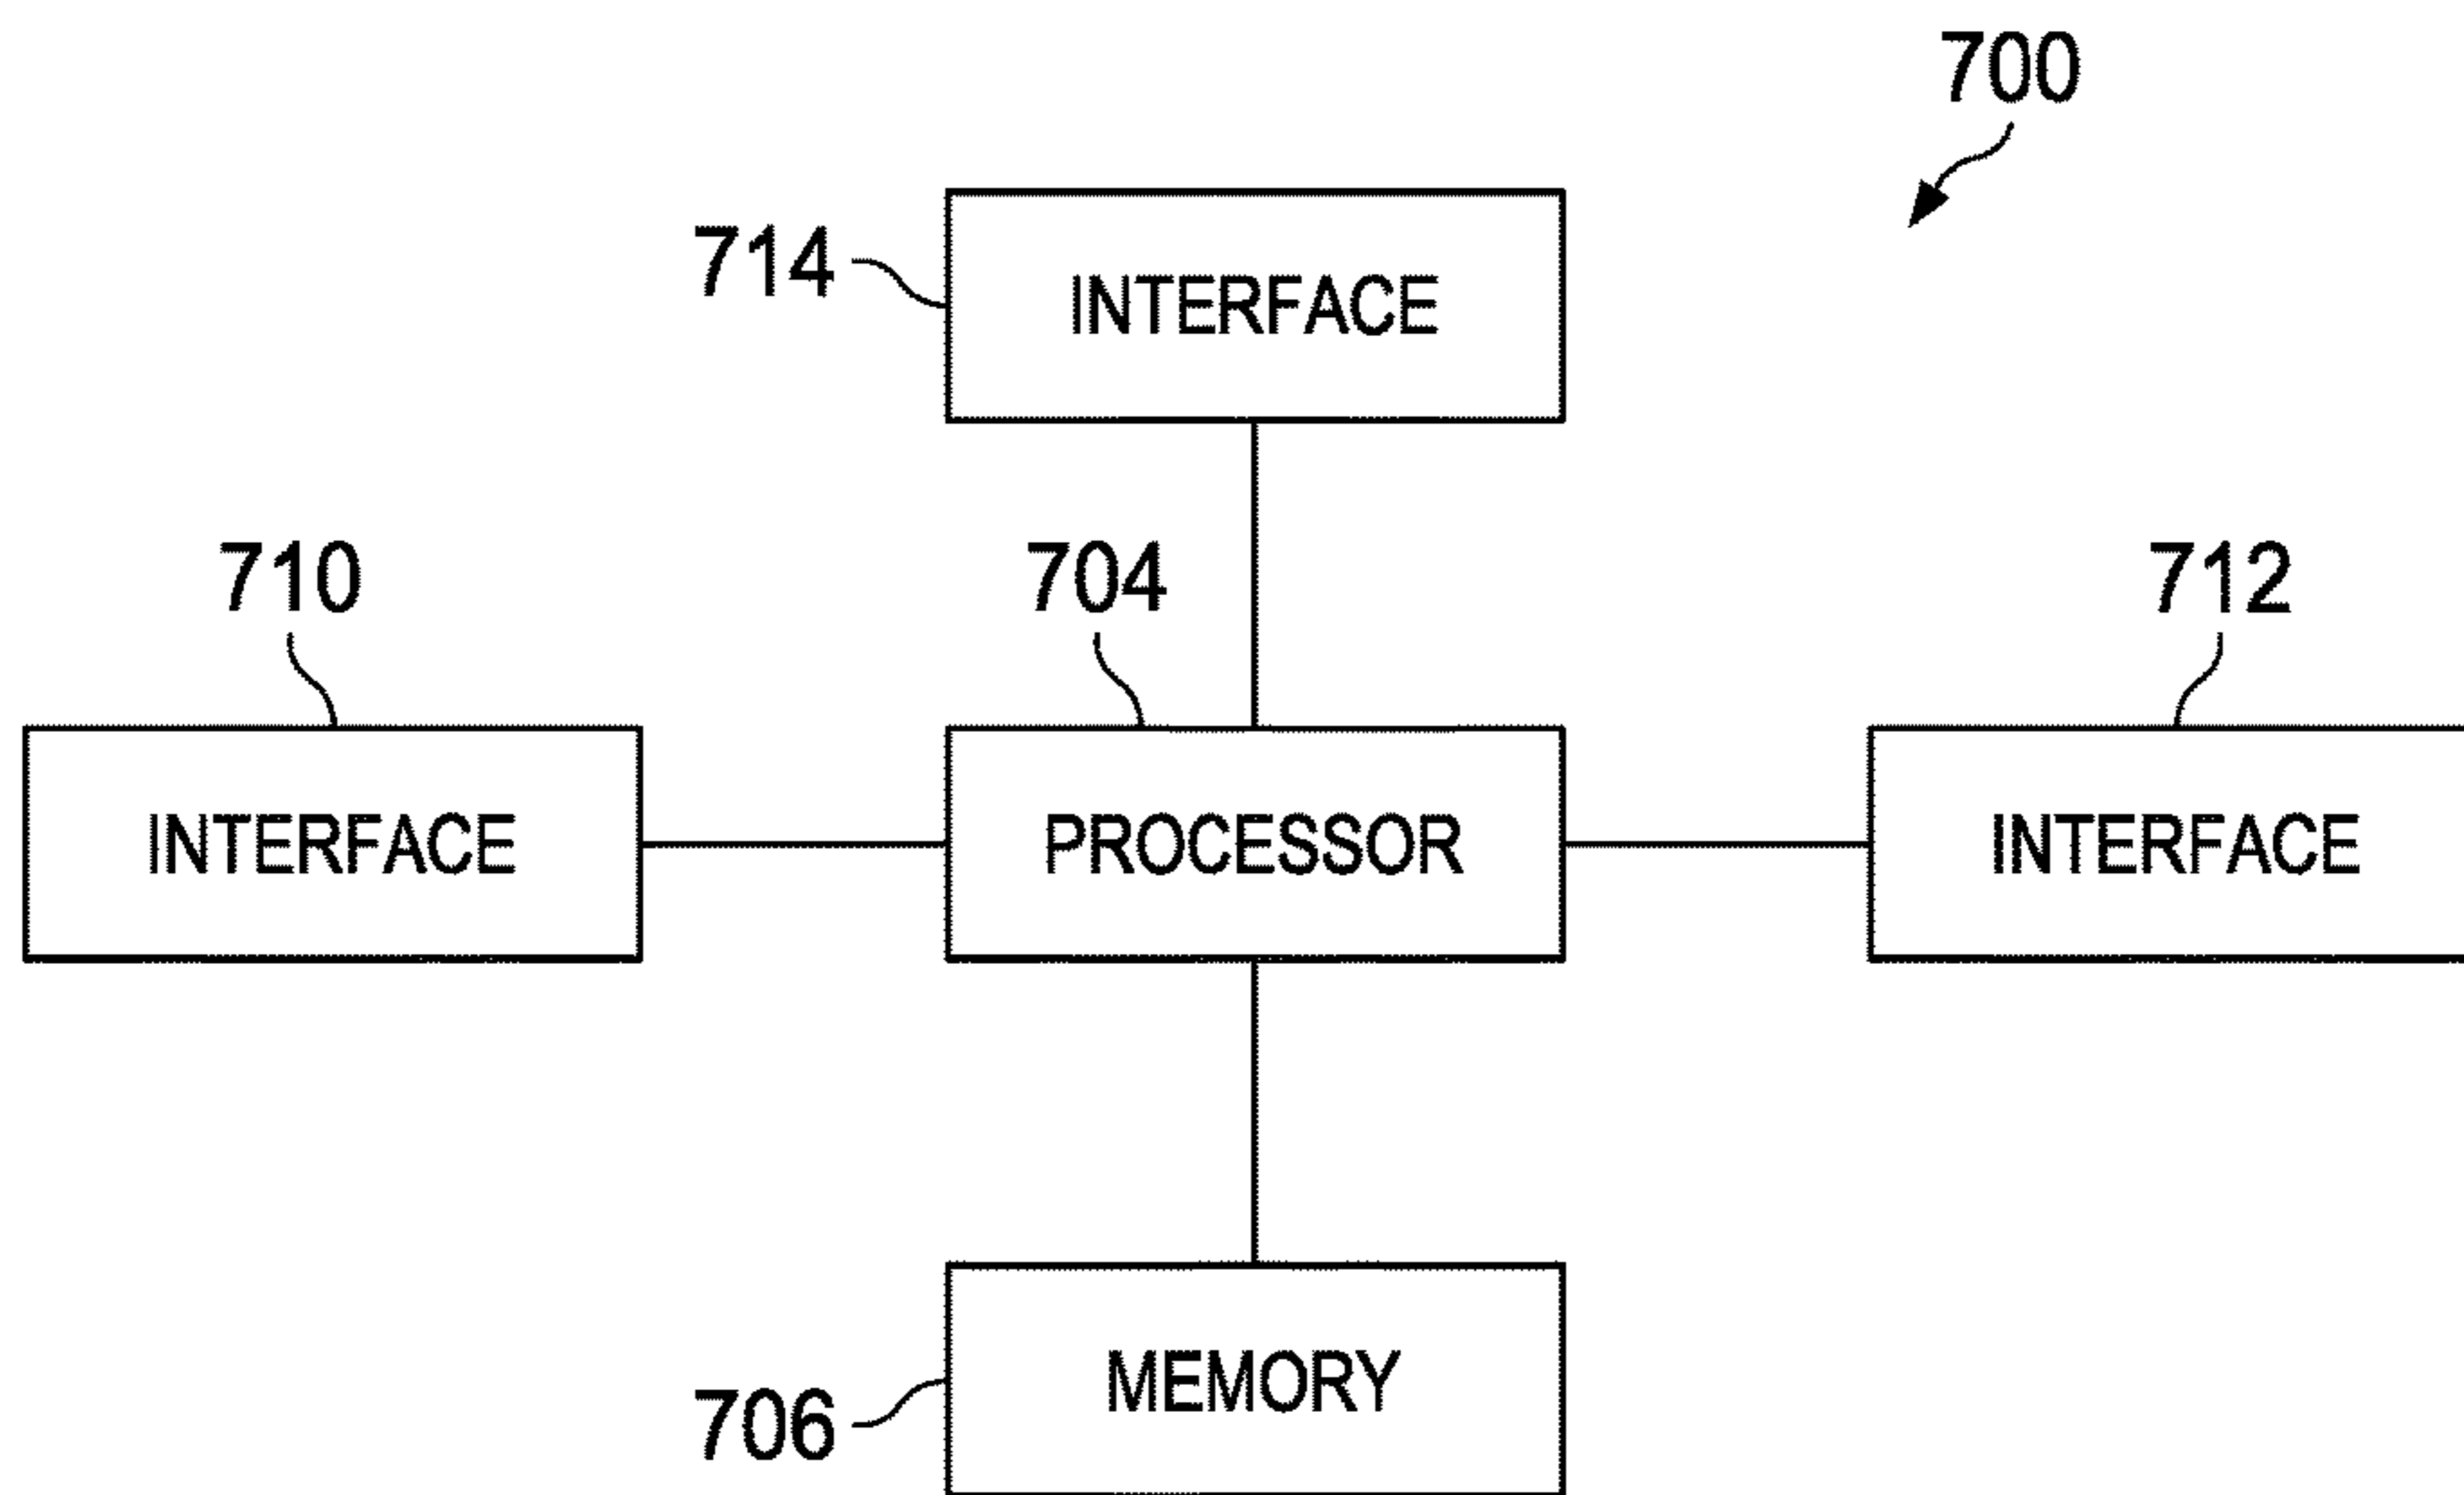 700
714
INTERFACE
710
704
712
INTERFACE
PROCESSOR
INTERFACE
MEMORY
706